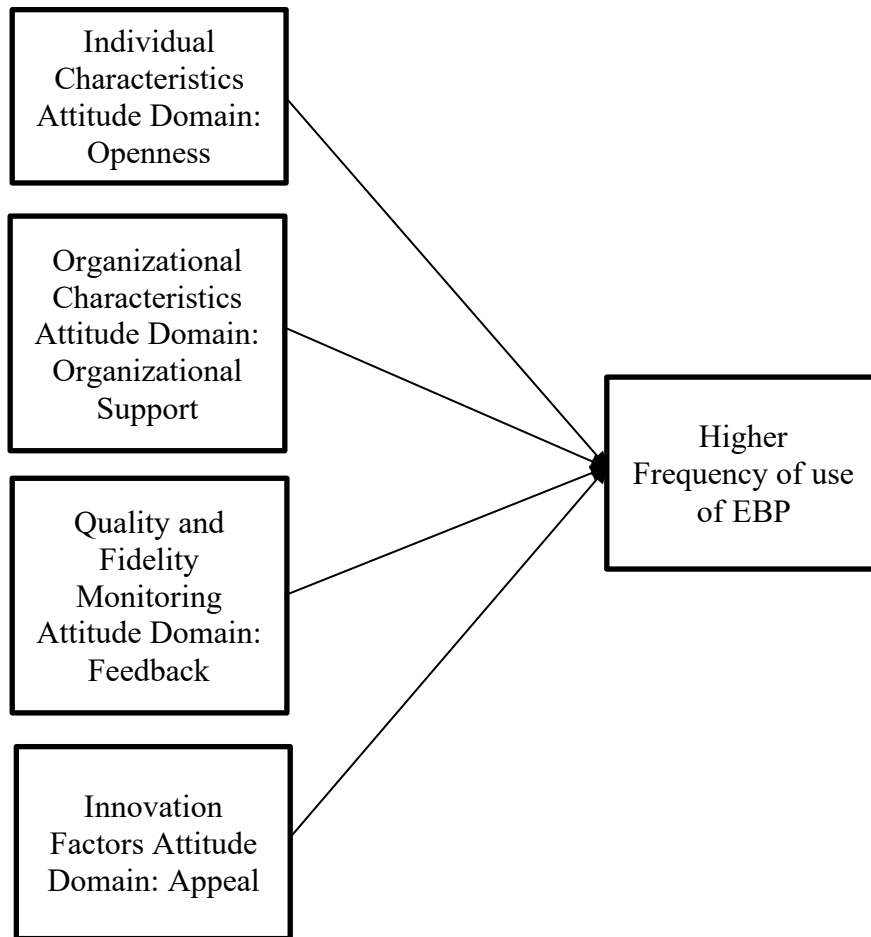 Individual
Characteristics
Attitude Domain:
Openness
Organizational
Characteristics
Attitude Domain:
Organizational
Support
Quality and
Fidelity
Monitoring
Attitude Domain:
Feedback
Innovation
Factors Attitude
Domain: Appeal
Higher
Frequency of use
of EBP